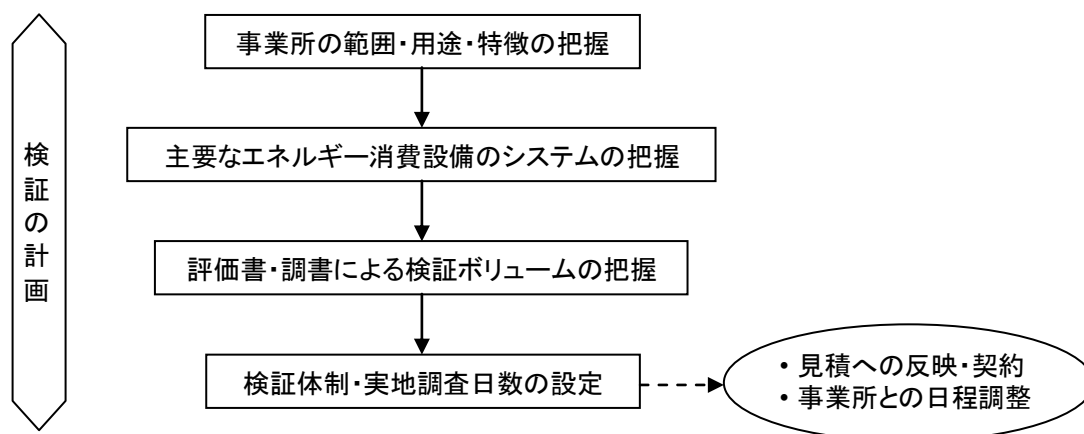 事業所の範囲・用途・特徴の把握
主要なエネルギー消費設備のシステムの把握
検証の計画
評価書・調書による検証ボリュームの把握
検証体制・実地調査日数の設定
・見積への反映・契約
・事業所との日程調整